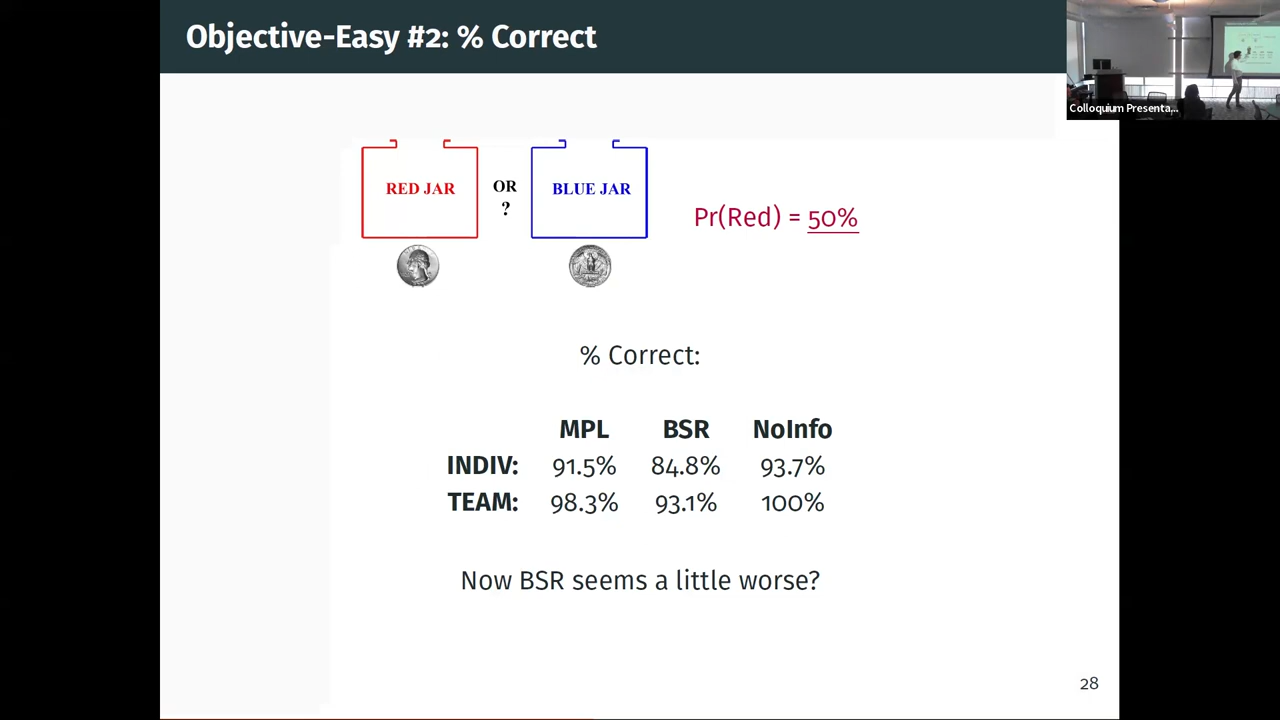 Objective-Easy #2: % Correct
Colloquium Presenta...
RED JAR
OR
?
BLUE JAR
Pr(Red) = 50%
% Correct:
MPL BSR NoInfo
INDIV: 91.5% 84.8% 93.7%
TEAM: 98.3% 93.1% 100%
Now BSR seems a little worse?
28